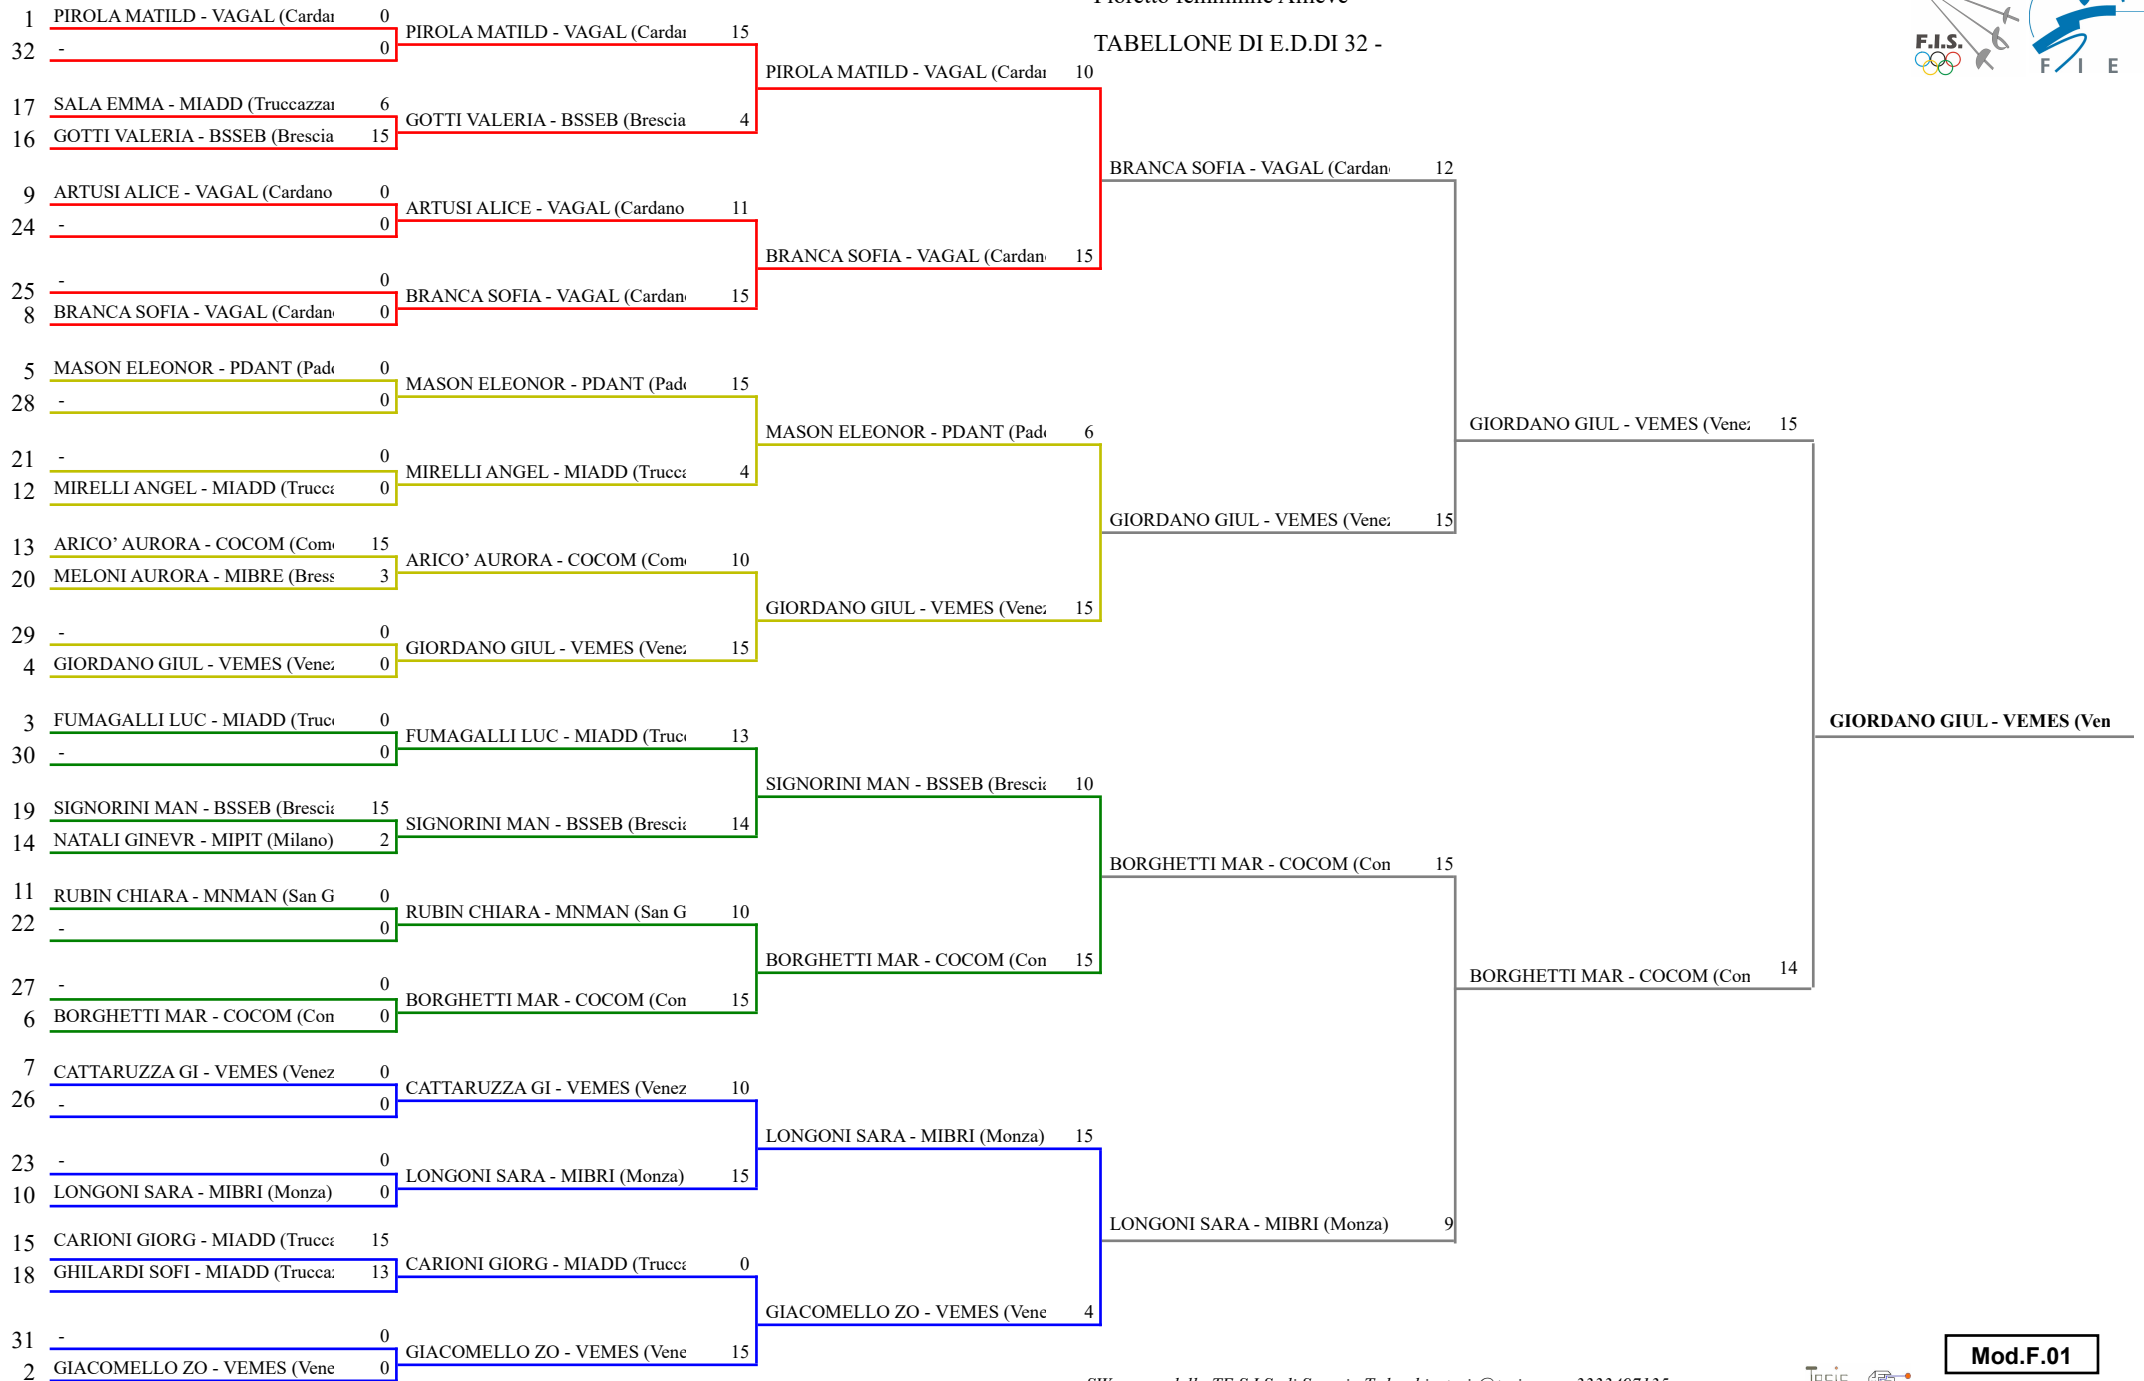 TABELLONE DI E.D.DI 32 -
F.I.S.
F I E
1 PIROLA MATILD - VAGAL (Cardar 0
32 - 0
17 SALA EMMA - MIADD (Truccazzar 6
16 GOTTI VALERIA - BSSEB (Brescia 15
9 ARTUSI ALICE - VAGAL (Cardano 0
24 - 0
25 - 0
8 BRANCA SOFIA - VAGAL (Cardan 0
5 MASON ELEONOR - PDANT (Pad 0
28 - 0
21 - 0
12 MIRELLI ANGEL - MIADD (Trucc 0
13 ARICO' AURORA - COCOM (Com 15
20 MELONI AURORA - MIBRE (Bress 3
29 - 0
4 GIORDANO GIUL - VEMES (Vene 0
3 FUMAGALLI LUC - MIADD (Truc 0
30 - 0
19 SIGNORINI MAN - BSSEB (Bresci 15
14 NATALI GINEVR - MIPIT (Milano) 2
11 RUBIN CHIARA - MNMAN (San G 0
22 - 0
27 - 0
6 BORGHETTI MAR - COCOM (Con 0
7 CATTARUZZA GI - VEMES (Venez 0
26 - 0
23 - 0
10 LONGONI SARA - MIBRI (Monza) 0
15 CARIONI GIORG - MIADD (Trucc 15
18 GHILARDI SOFI - MIADD (Trucca 13
31 - 0
2 GIACOMELLO ZO - VEMES (Vene 0
PIROLA MATILD - VAGAL (Cardar 15
GOTTI VALERIA - BSSEB (Brescia 4
ARTUSI ALICE - VAGAL (Cardano 11
BRANCA SOFIA - VAGAL (Cardan 15
MASON ELEONOR - PDANT (Pad 15
MIRELLI ANGEL - MIADD (Trucc 4
ARICO' AURORA - COCOM (Com 10
GIORDANO GIUL - VEMES (Vene 15
FUMAGALLI LUC - MIADD (Truc 13
SIGNORINI MAN - BSSEB (Bresci 14
RUBIN CHIARA - MNMAN (San G 10
BORGHETTI MAR - COCOM (Con 15
CATTARUZZA GI - VEMES (Venez 10
LONGONI SARA - MIBRI (Monza) 15
CARIONI GIORG - MIADD (Trucc 0
GIACOMELLO ZO - VEMES (Vene 15
PIROLA MATILD - VAGAL (Cardar 10
BRANCA SOFIA - VAGAL (Cardan 15
MASON ELEONOR - PDANT (Pad 6
GIORDANO GIUL - VEMES (Vene 15
SIGNORINI MAN - BSSEB (Bresci 10
BORGHETTI MAR - COCOM (Con 15
LONGONI SARA - MIBRI (Monza) 15
GIACOMELLO ZO - VEMES (Vene 4
BRANCA SOFIA - VAGAL (Cardan 12
GIORDANO GIUL - VEMES (Vene 15
BORGHETTI MAR - COCOM (Con 15
LONGONI SARA - MIBRI (Monza) 9
GIORDANO GIUL - VEMES (Vene 15
BORGHETTI MAR - COCOM (Con 14
GIORDANO GIUL - VEMES (Ven
Mod.F.01